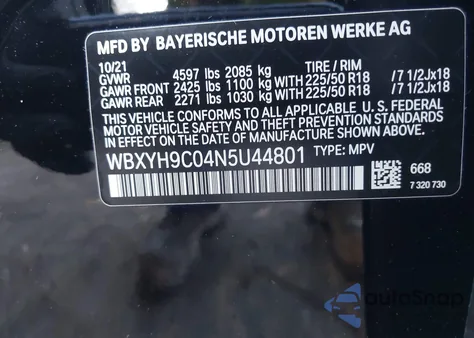 MFD BY BAYERISCHE MOTOREN WERKE AG
10/21 TIRE / RIM
GVWR 4597 lbs 2085 kg
GAWR FRONT 2425 lbs 1100 kg WITH 225/50 R18 / 7 1/2Jx18
GAWR REAR 2271 lbs 1030 kg WITH 225/50 R18 / 7 1/2Jx18
THIS VEHICLE CONFORMS TO ALL APPLICABLE U.S. FEDERAL
MOTOR VEHICLE SAFETY, BUMPER AND THEFT PREVENTION STANDARDS
IN EFFECT ON THE DATE OF MANUFACTURE SHOWN ABOVE.
WBXYH9C04N5U44801 TYPE: MPV
668
7 320 730
autoSnap